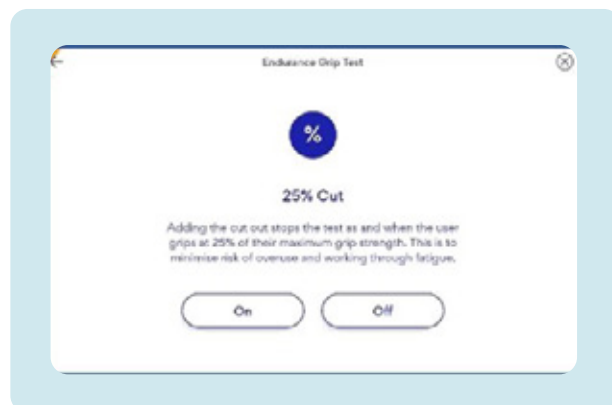 Endurance Grip Test
%
25% Cut
Adding the cut out stops the test as and when the user
grips at 25% of their maximum grip strength. This is to
minimise risk of overuse and working through fatigue.
On
Off